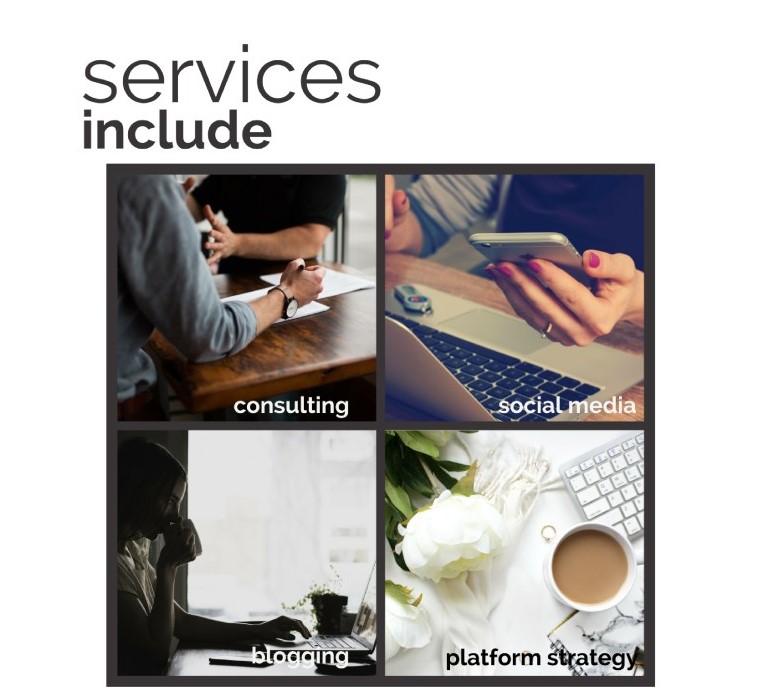 services
include
consulting
social media
blogging
platform strategy